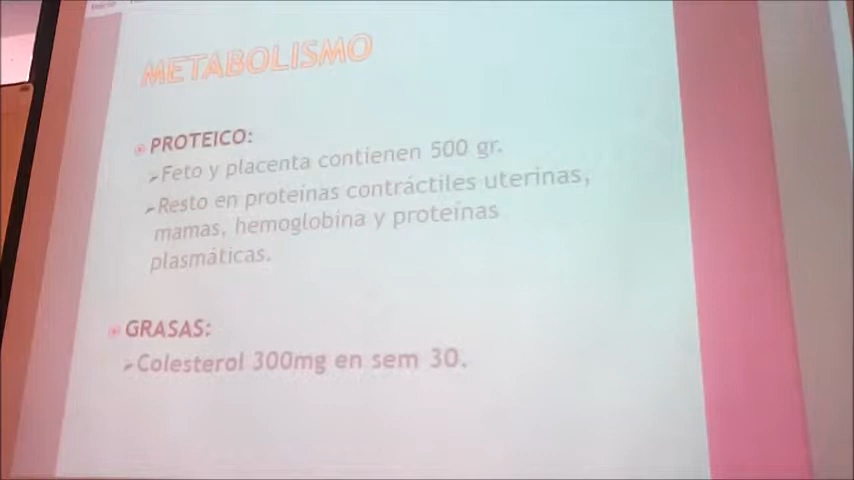 Inicio
METABOLISMO
PROTEICO:
Feto y placenta contienen 500 gr.
Resto en proteinas contráctiles uterinas,
mamas, hemoglobina y proteinas
plasmáticas.
GRASAS:
Colesterol 300mg en sem 30.